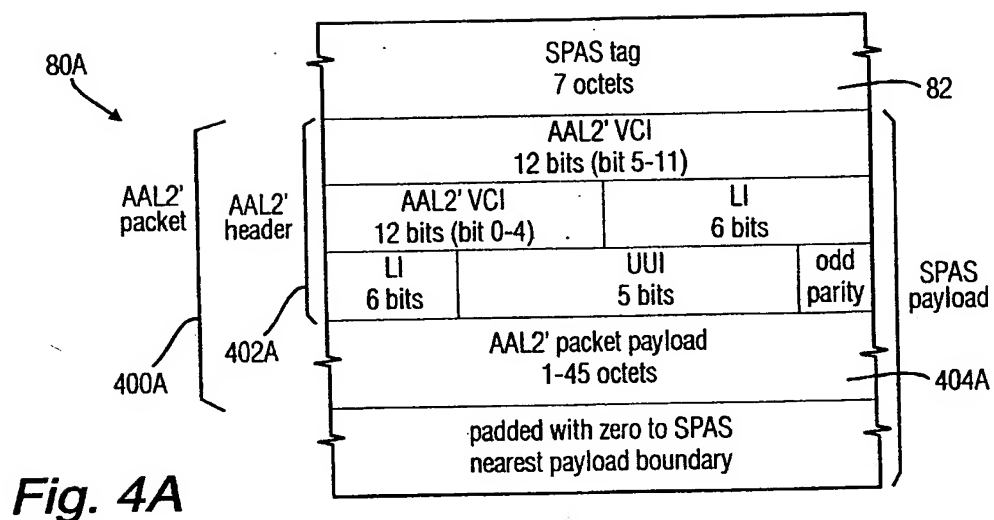 80A
SPAS tag
7 octets
82
AAL2' VCI
12 bits (bit 5-11)
AAL2'
packet
AAL2'
header
AAL2' VCI
12 bits (bit 0-4)
LI
6 bits
LI
6 bits
UUI
5 bits
odd
parity
SPAS
payload
402A
400A
AAL2' packet payload
1-45 octets
404A
padded with zero to SPAS
nearest payload boundary
Fig. 4A